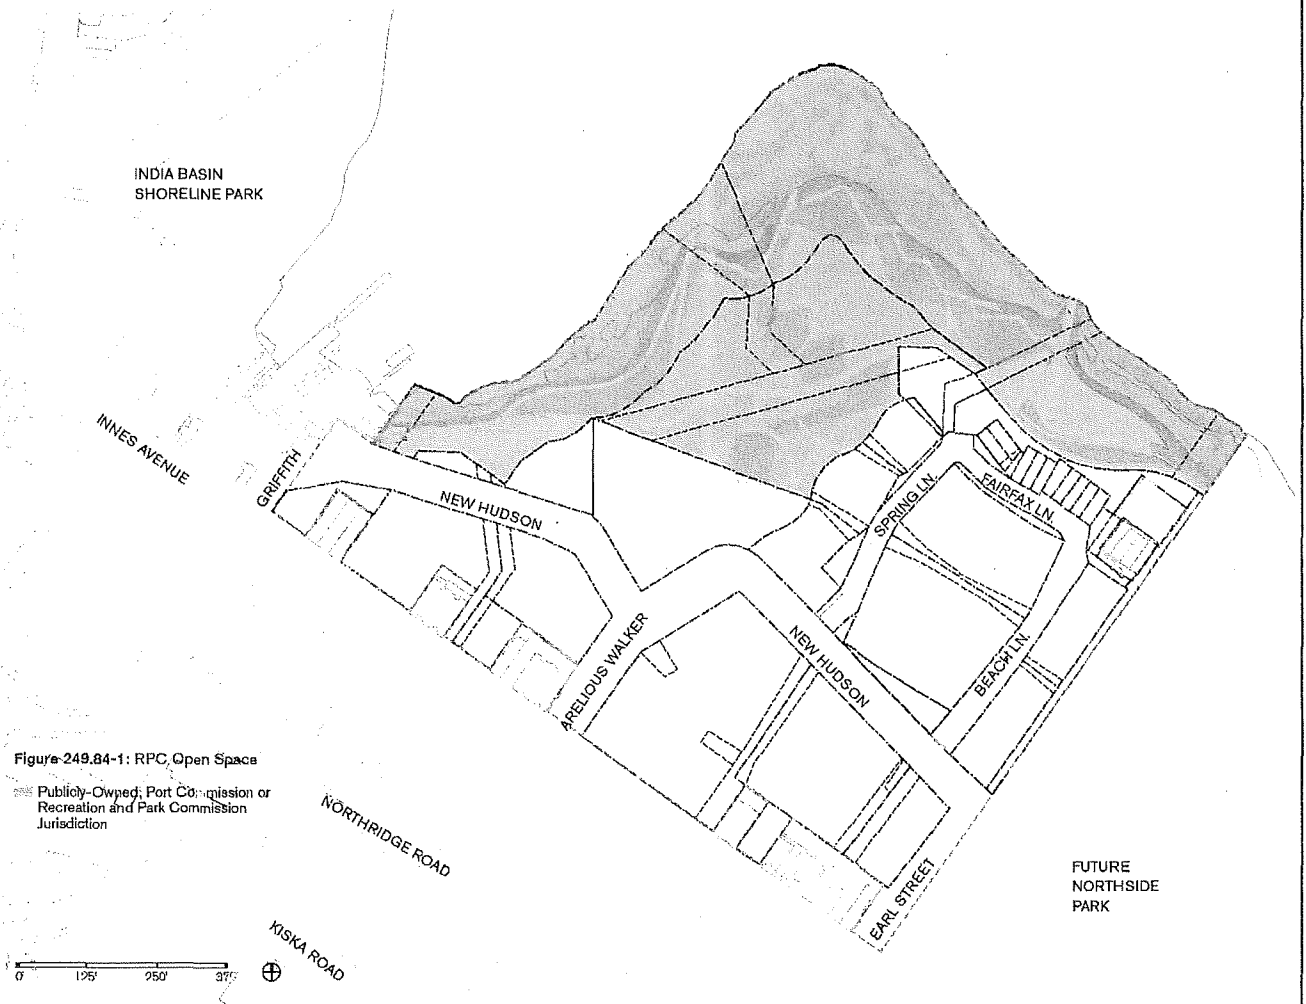 INDIA BASIN
SHORELINE PARK
INNES AVENUE
GRIFFITH
NEW HUDSON
SPRING LN.
FAIRFAX LN.
ARELIOUS WALKER
NEW HUDSON
BEACH LN.
Figure 249.84-1: RPC Open Space
Publicly-Owned; Port Commission or
Recreation and Park Commission
Jurisdiction
NORTHRIDGE ROAD
FUTURE
NORTHSIDE
PARK
EARL STREET
KISKA ROAD
0' 125' 250' 375'